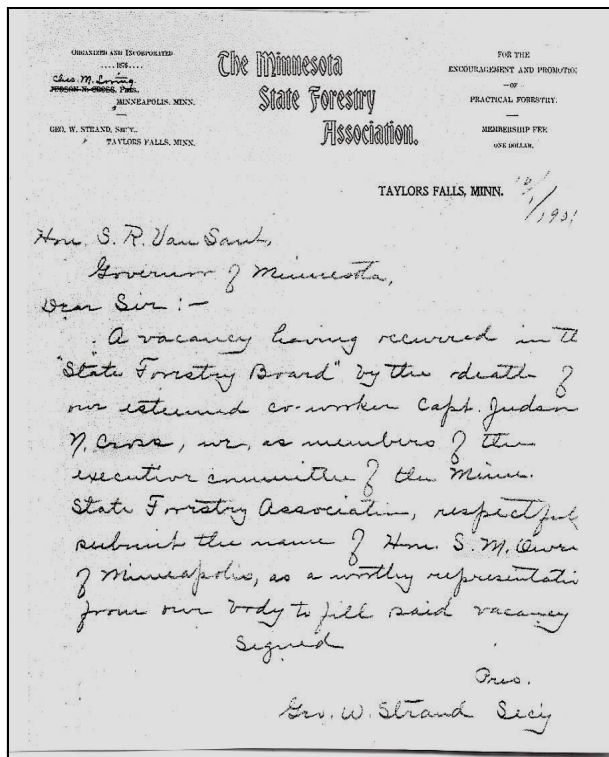 ORGANIZED AND INCORPORATED
....1876....
Chas. M. Loring
JUDSON N. CROSS, PRES.
MINNEAPOLIS, MINN.
GEO. W. STRAND, SEC'Y.,
TAYLORS FALLS, MINN.
The Minnesota
State Forestry
Association.
FOR THE
ENCOURAGEMENT AND PROMOTION
—OF—
PRACTICAL FORESTRY.
MEMBERSHIP FEE
ONE DOLLAR.
TAYLORS FALLS, MINN.
Hon. S. R. Van Sant,
Governor of Minnesota,
Dear Sir :—
A vacancy having occurred in th
"State Forestry Board" by the death of
our esteemed co-worker Capt. Judson
N. Cross, we, as members of the
executive committee of the Minn.
State Forestry Association, respectful
submit the name of Hon. S. M. Owen
of Minneapolis, as a worthy representativ
from our body to fill said vacancy
Signed
Pres.
Geo. W. Strand Sec'y